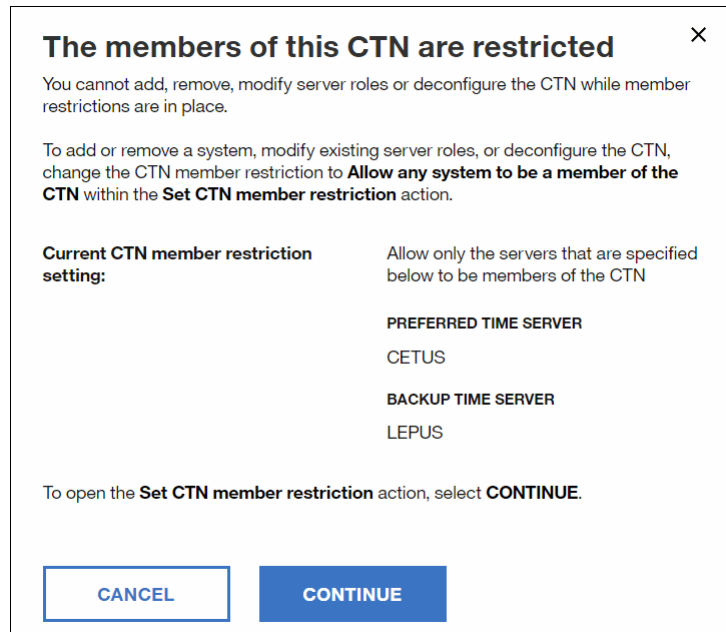 The members of this CTN are restricted
You cannot add, remove, modify server roles or deconfigure the CTN while member
restrictions are in place.
To add or remove a system, modify existing server roles, or deconfigure the CTN,
change the CTN member restriction to Allow any system to be a member of the
CTN within the Set CTN member restriction action.
Current CTN member restriction
setting:
Allow only the servers that are specified
below to be members of the CTN
PREFERRED TIME SERVER
CETUS
BACKUP TIME SERVER
LEPUS
To open the Set CTN member restriction action, select CONTINUE.
CANCEL
CONTINUE